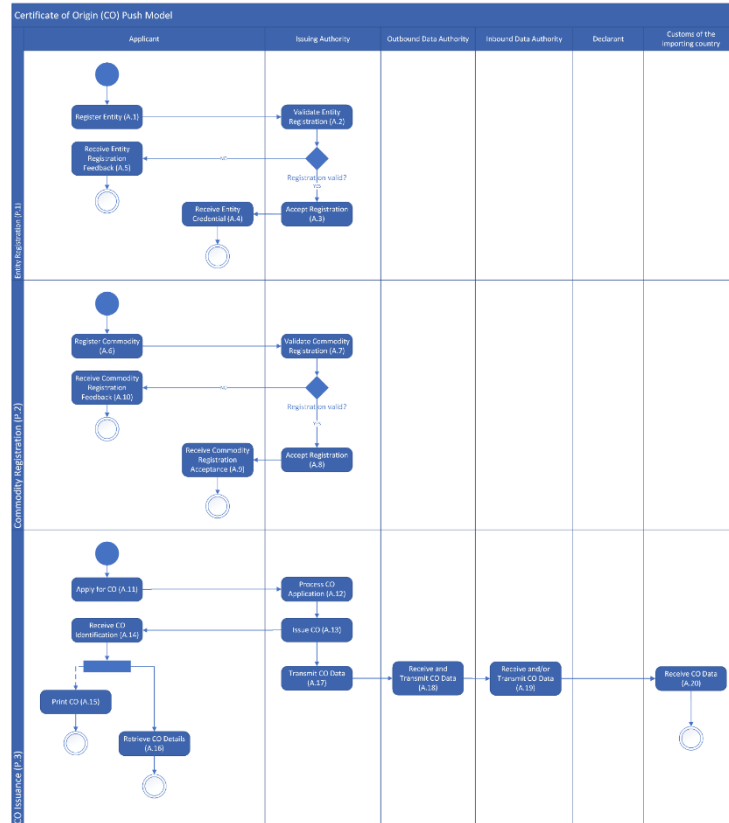 Certificate of Origin (CO) Push Model
Applicant
Issuing Authority
Outbound Data Authority
Inbound Data Authority
Declarant
Customs of the
importing country
Entity Registration (P.1)
Register Entity (A.1)
Validate Entity
Registration (A.2)
Receive Entity
Registration
Feedback (A.5)
NO
Registration valid?
YES
Receive Entity
Credential (A.4)
Accept Registration
(A.3)
Commodity Registration (P.2)
Register Commodity
(A.6)
Validate Commodity
Registration (A.7)
Receive Commodity
Registration
Feedback (A.10)
NO
Registration valid?
YES
Receive Commodity
Registration
Acceptance (A.9)
Accept Registration
(A.8)
CO Issuance (P.3)
Apply for CO (A.11)
Process CO
Application (A.12)
Receive CO
Identification (A.14)
Issue CO (A.13)
Transmit CO Data
(A.17)
Receive and
Transmit CO Data
(A.18)
Receive and/or
Transmit CO Data
(A.19)
Receive CO Data
(A.20)
Print CO (A.15)
Retrieve CO Details
(A.16)